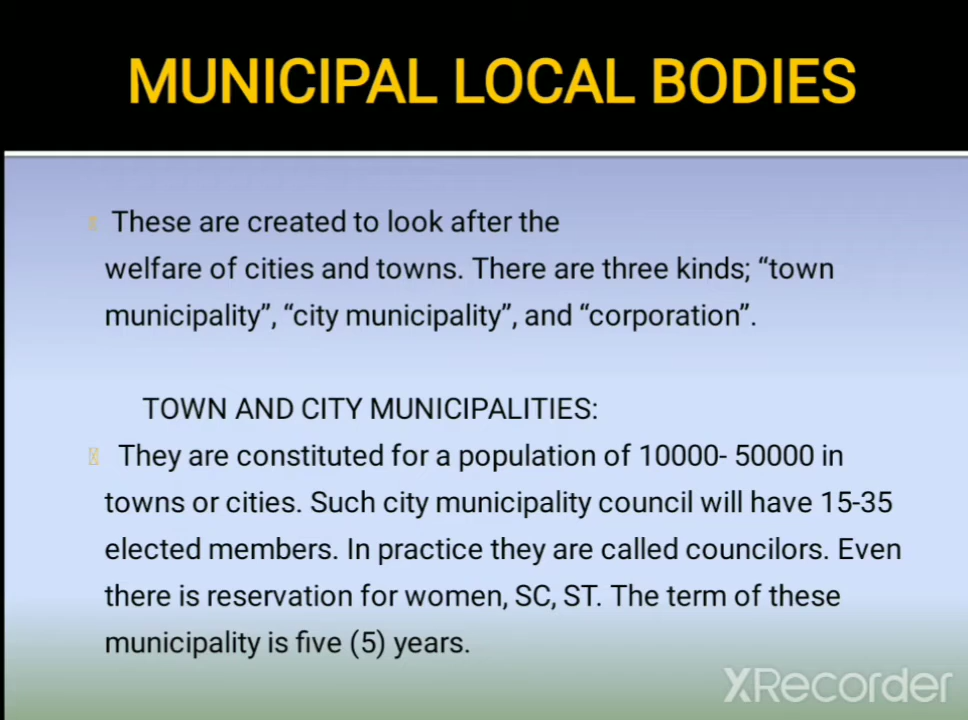 MUNICIPAL LOCAL BODIES
These are created to look after the
welfare of cities and towns. There are three kinds; “town
municipality”, “city municipality”, and “corporation”.
TOWN AND CITY MUNICIPALITIES:
They are constituted for a population of 10000- 50000 in
towns or cities. Such city municipality council will have 15-35
elected members. In practice they are called councilors. Even
there is reservation for women, SC, ST. The term of these
municipality is five (5) years.
XRecorder